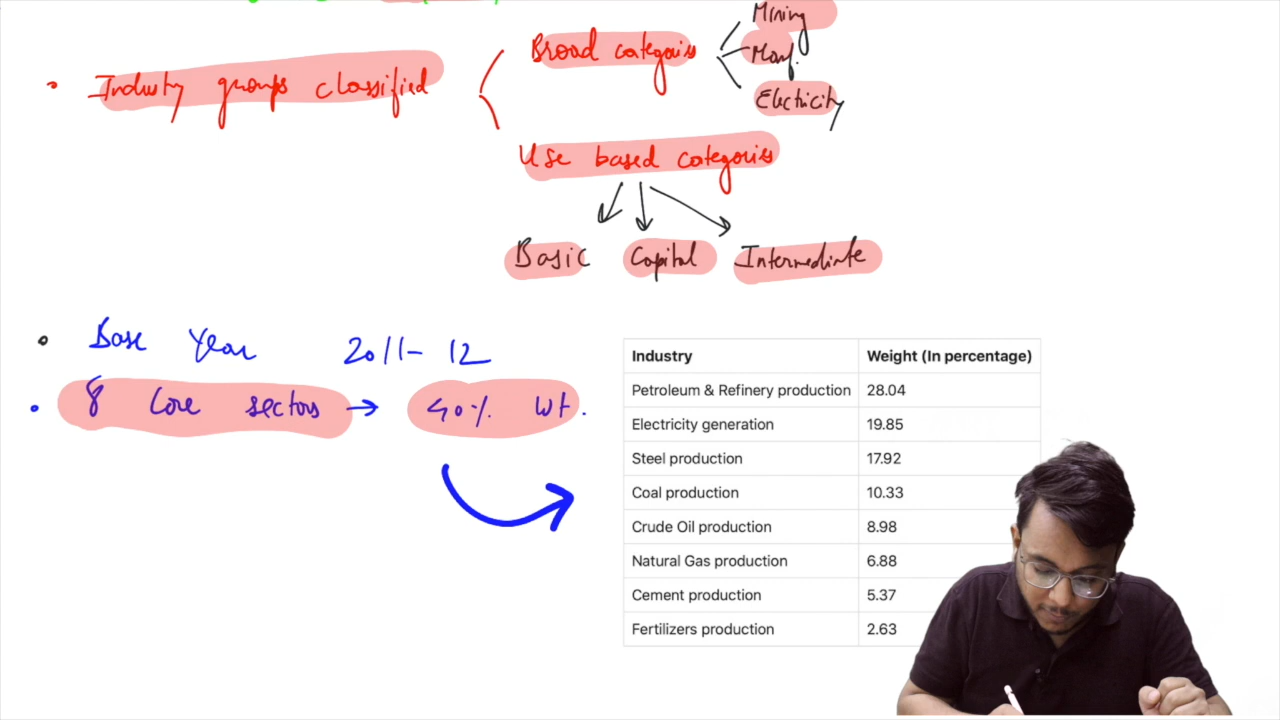 Mining
Broad categories
Manf.
• Industry groups classified
Electricity
Use based categories
Basic Capital Intermediate
• Base Year 2011-12
• 8 Core sectors → 40% Wt.
Industry Weight (In percentage)
Petroleum & Refinery production 28.04
Electricity generation 19.85
Steel production 17.92
Coal production 10.33
Crude Oil production 8.98
Natural Gas production 6.88
Cement production 5.37
Fertilizers production 2.63